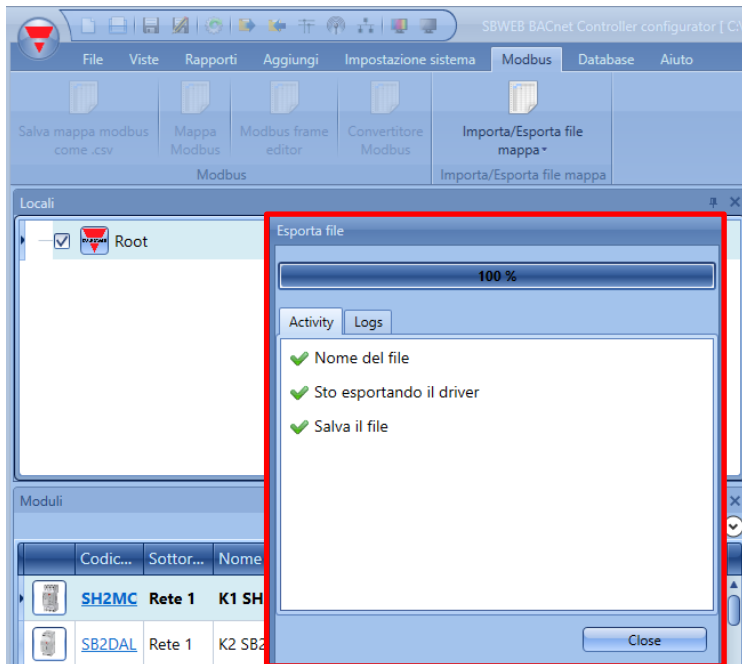 SBWEB BACnet Controller configurator [ C:\
File Viste Rapporti Aggiungi Impostazione sistema Modbus Database Aiuto
Salva mappa modbus come .csv
Mappa Modbus
Modbus frame editor
Convertitore Modbus
Importa/Esporta file mappa
Modbus
Importa/Esporta file mappa
Locali
Root
Esporta file
100 %
Activity Logs
Nome del file
Sto esportando il driver
Salva il file
Close
Moduli
Codic... Sottor... Nome
SH2MC Rete 1 K1 SH
SB2DAL Rete 1 K2 SB2